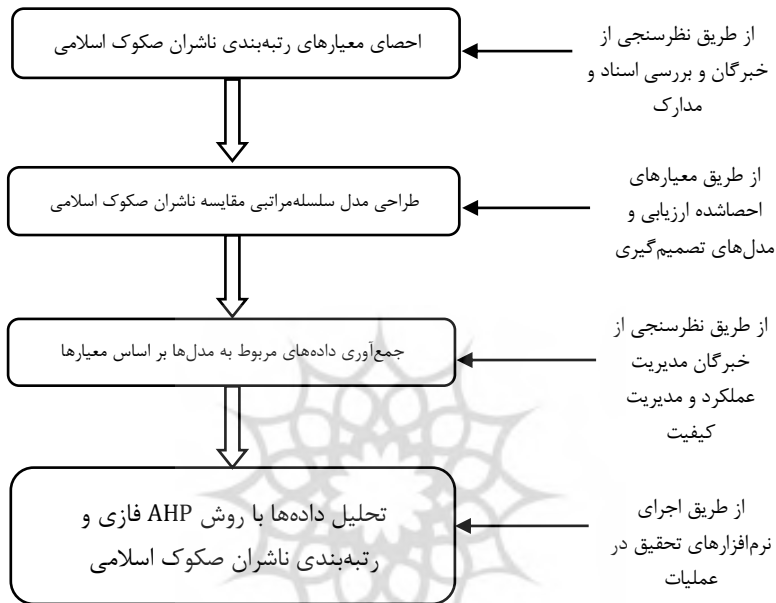 احصای معیارهای رتبه‌بندی ناشران صکوک اسلامی
از طریق نظرسنجی از
خبرگان و بررسی اسناد و
مدارک
طراحی مدل سلسله‌مراتبی مقایسه ناشران صکوک اسلامی
از طریق معیارهای
احصاشده ارزیابی و
مدل‌های تصمیم‌گیری
جمع‌آوری داده‌های مربوط به مدل‌ها بر اساس معیارها
از طریق نظرسنجی از
خبرگان مدیریت
عملکرد و مدیریت
کیفیت
تحلیل داده‌ها با روش AHP فازی و
رتبه‌بندی ناشران صکوک اسلامی
از طریق اجرای
نرم‌افزارهای تحقیق در
عملیات